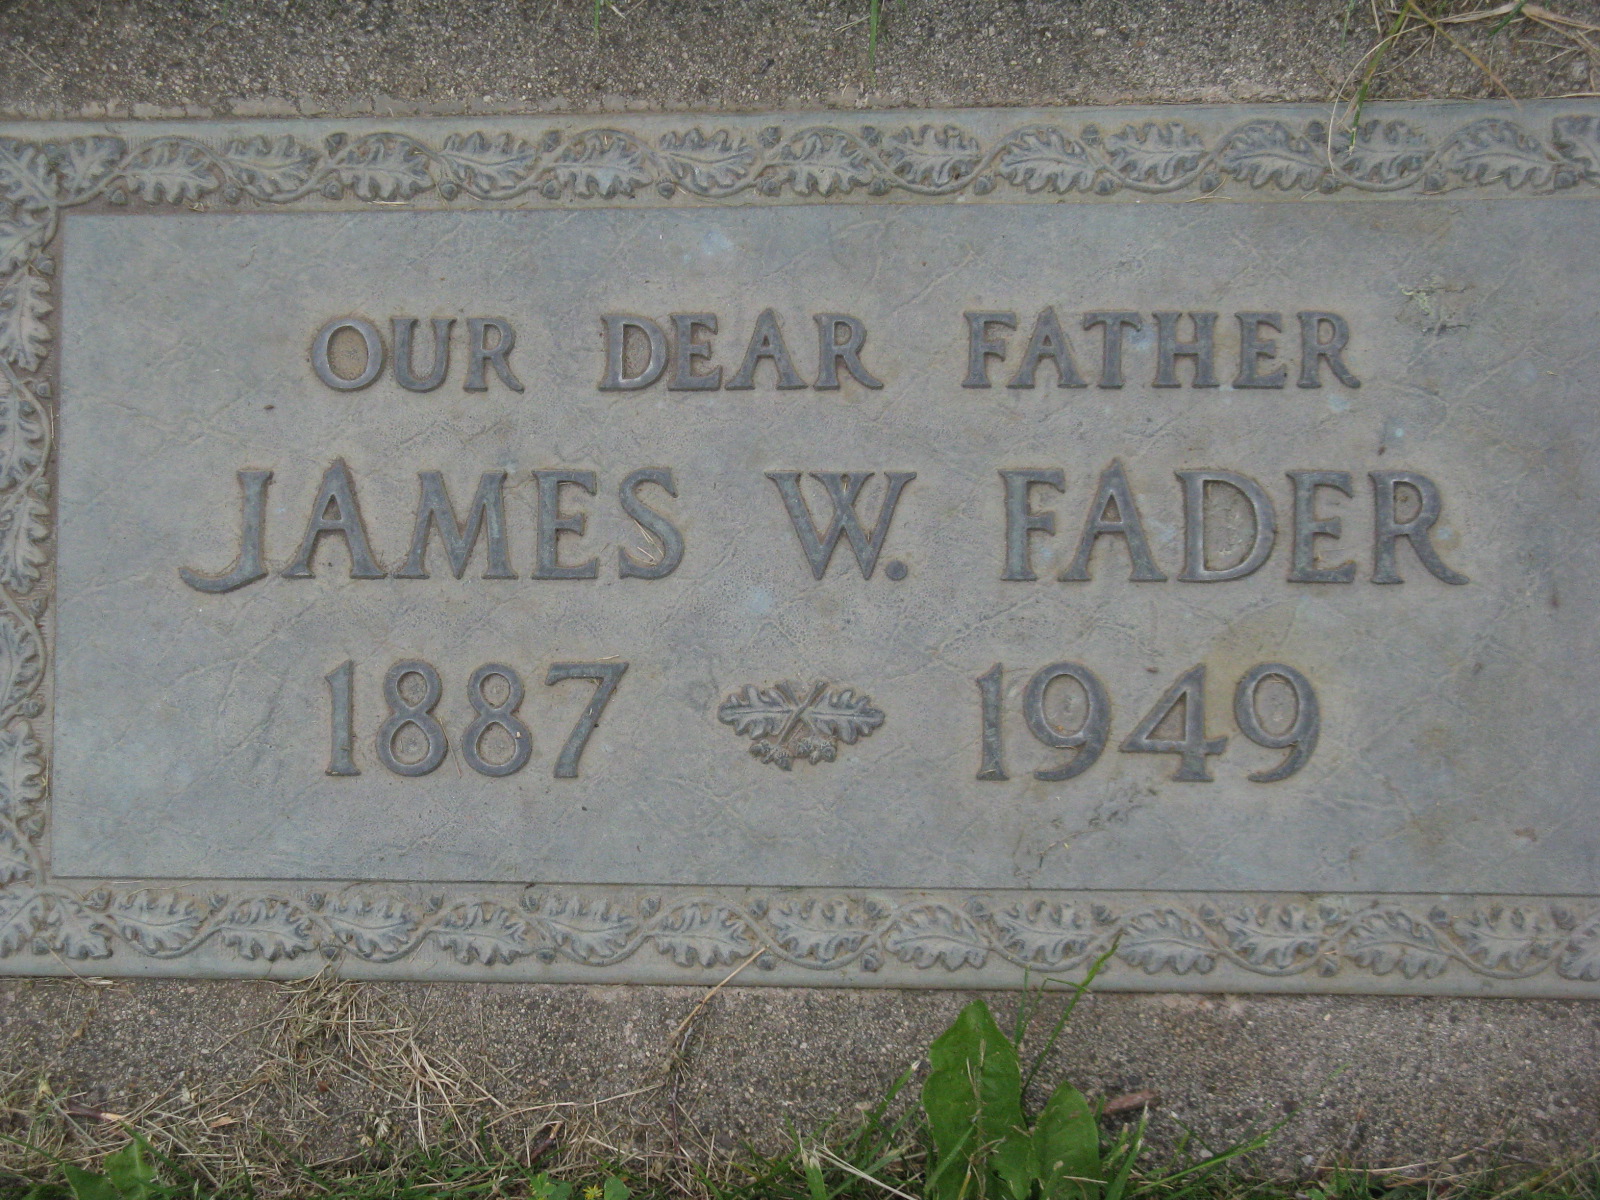 OUR DEAR FATHER
JAMES W. FADER
1887 1949